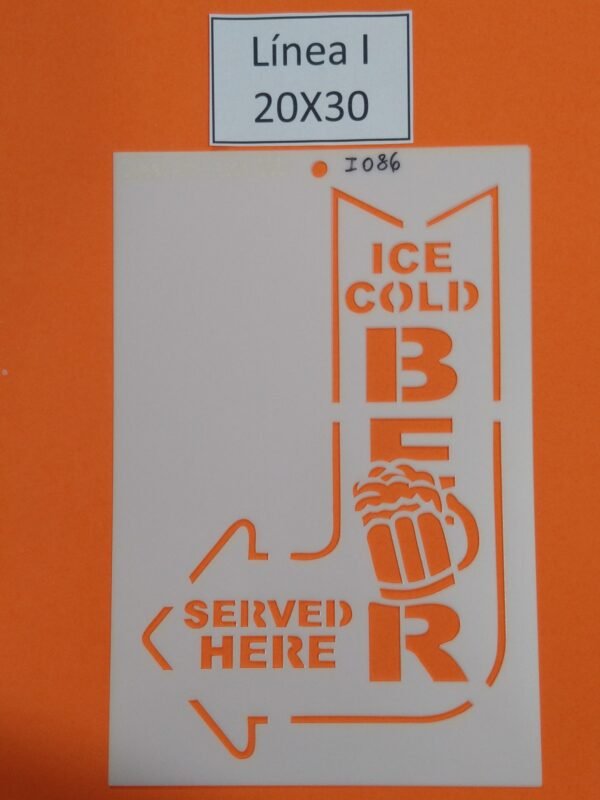 Línea I
20X30
I086
ICE
COLD
B
E
R
SERVED
HERE